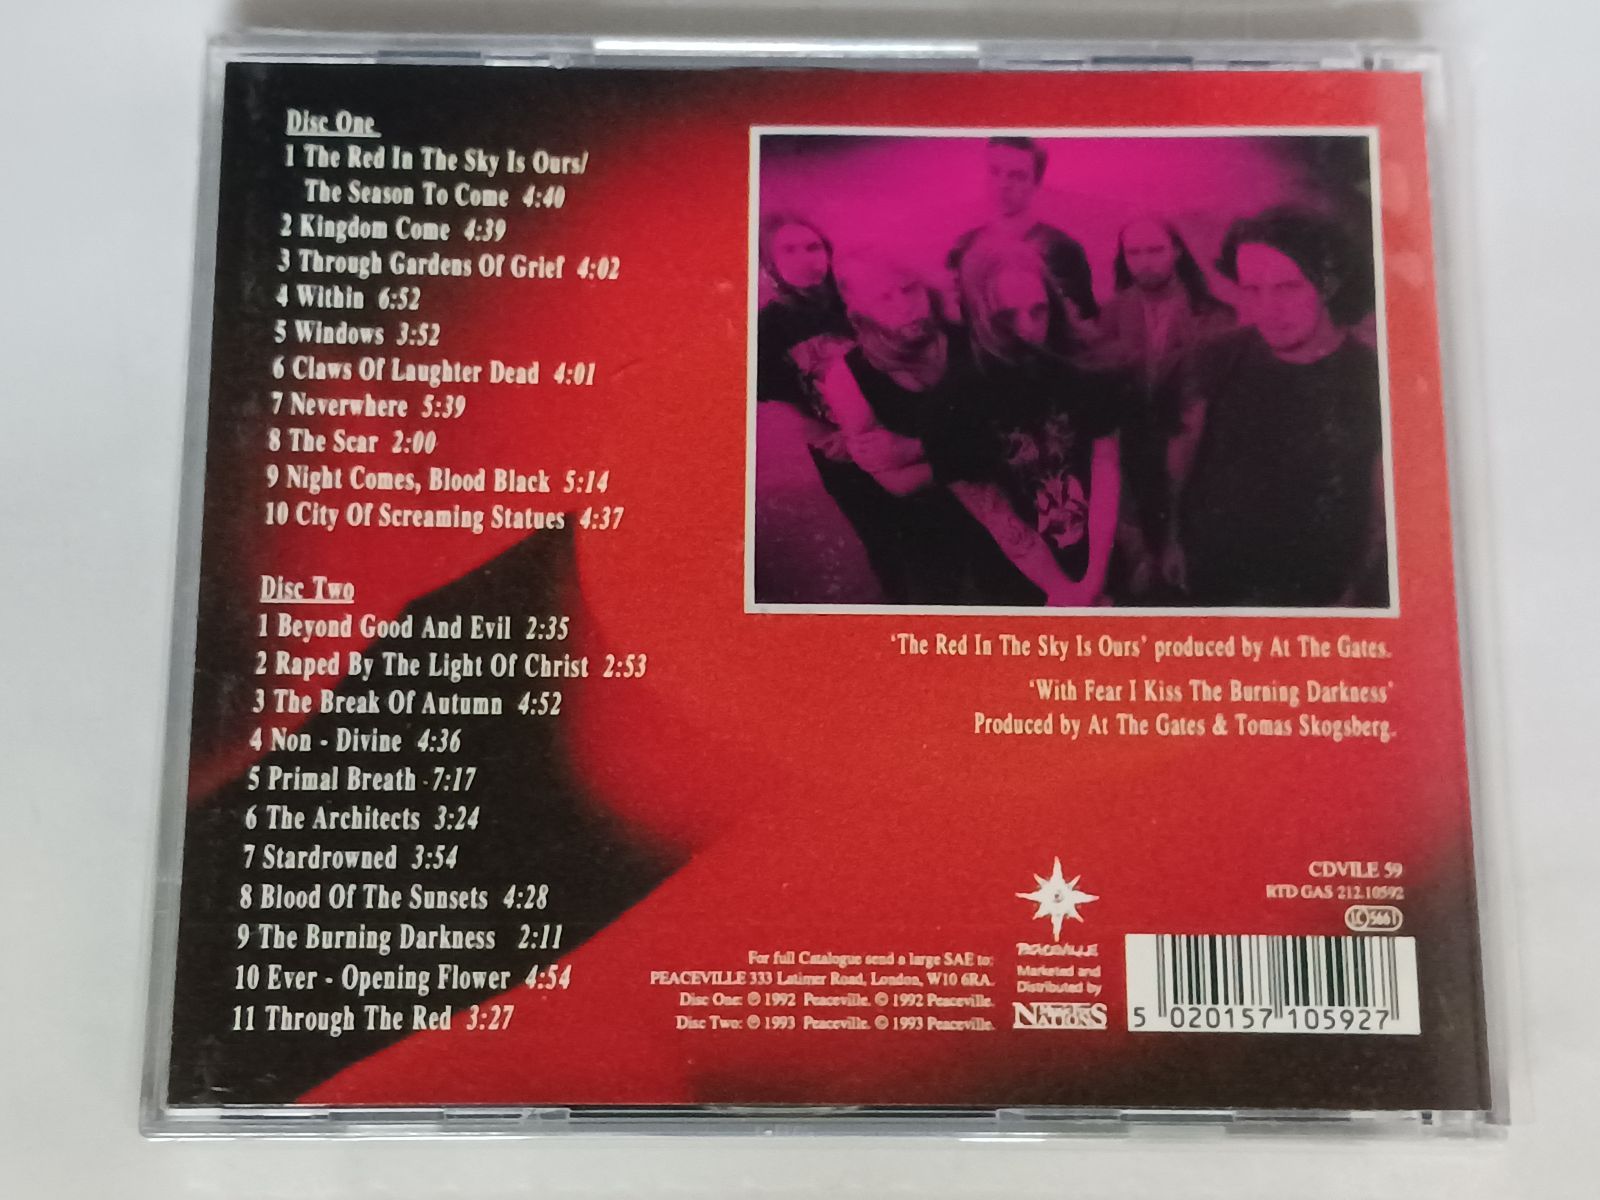 Disc One
1 The Red In The Sky Is Ours/
The Season To Come 4:40
2 Kingdom Come 4:39
3 Through Gardens Of Grief 4:02
4 Within 6:52
5 Windows 3:52
6 Claws Of Laughter Dead 4:01
7 Neverwhere 5:39
8 The Scar 2:00
9 Night Comes, Blood Black 5:14
10 City Of Screaming Statues 4:37
Disc Two
1 Beyond Good And Evil 2:35
2 Raped By The Light Of Christ 2:53
3 The Break Of Autumn 4:52
4 Non - Divine 4:36
5 Primal Breath 7:17
6 The Architects 3:24
7 Stardrowned 3:54
8 Blood Of The Sunsets 4:28
9 The Burning Darkness 2:11
10 Ever - Opening Flower 4:54
11 Through The Red 3:27
'The Red In The Sky Is Ours' produced by At The Gates.
'With Fear I Kiss The Burning Darkness'
Produced by At The Gates & Tomas Skogsberg.
CDVILE 59
RTD GAS 212.10592
LC 5661
For full Catalogue send a large SAE to:
PEACEVILLE 333 Latimer Road, London, W10 6RA.
Disc One: ℗ 1992 Peaceville. © 1992 Peaceville.
Disc Two: ℗ 1993 Peaceville. © 1993 Peaceville.
PEACEVILLE
Marketed and
Distributed by
NATIONS
5 020157 105927